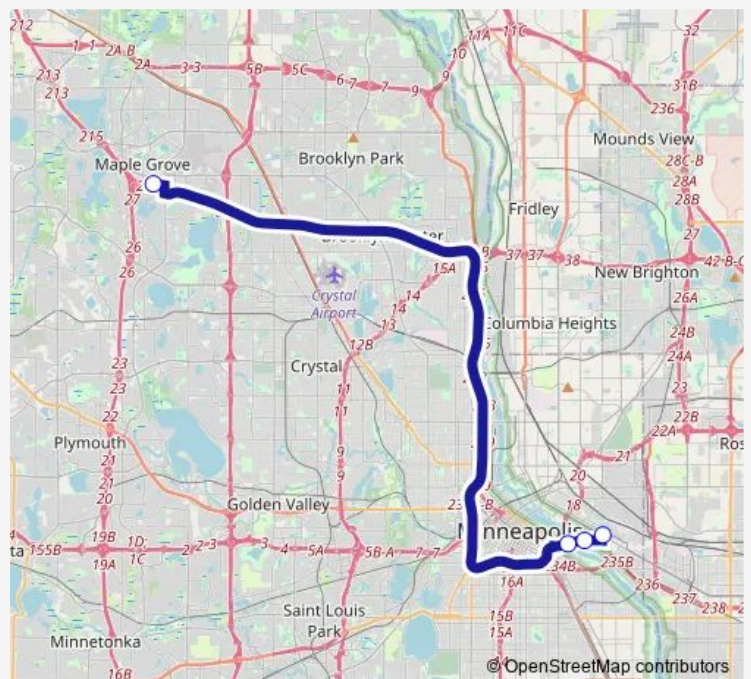 212
1 1 2A-B
2A
3 3
5B
5C
6 7 7
9
9
10
11A
11C
32
31B
236
213
213
215
Maple Grove
Brooklyn Park
Mounds View
28C-B
28A
28B
27
27
Fridley
37 37
38
42 B-C
New Brighton
26
26
15A
Crystal
Airport
14
13
12B
Columbia Heights
26A
24B
24A
Crystal
11
11
23
23
22
23
22B
22A
Plymouth
21
21
20
9
9
21
20
18
Golden Valley
Minneapolis
155B
19B
19A
1D
1C
2 3
3 4
5A
5B-A
7 7
234B
235B
236
237
238
16A
Saint Louis
Park
15B
15A
Minnetonka
16B
© OpenStreetMap contributors